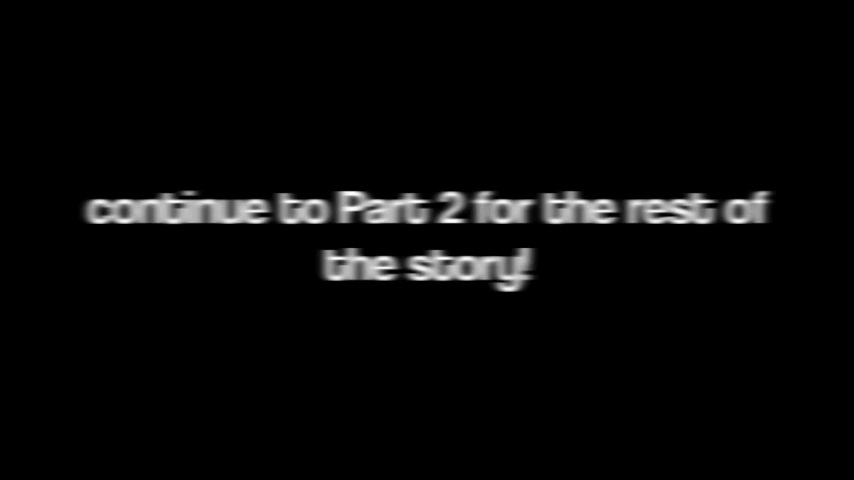 continue to Part 2 for the rest of
the story!